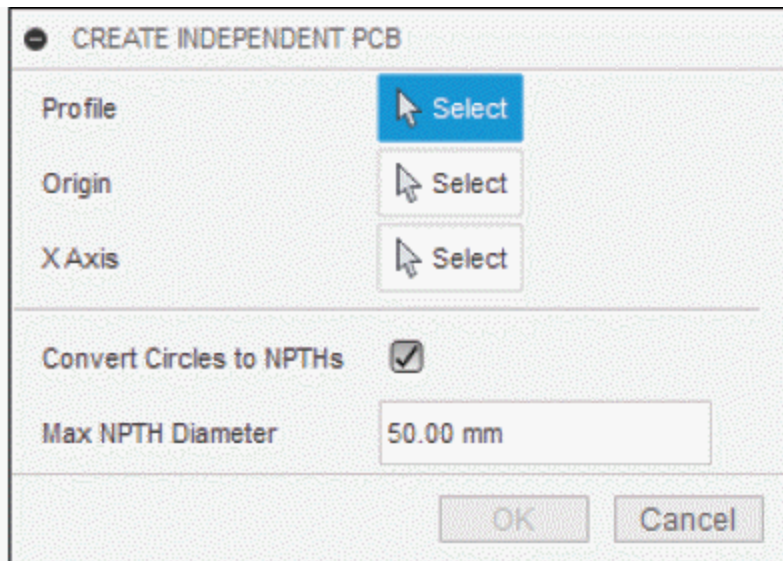 CREATE INDEPENDENT PCB
Profile Select
Origin Select
X Axis Select
Convert Circles to NPTHs
Max NPTH Diameter 50.00 mm
OK Cancel